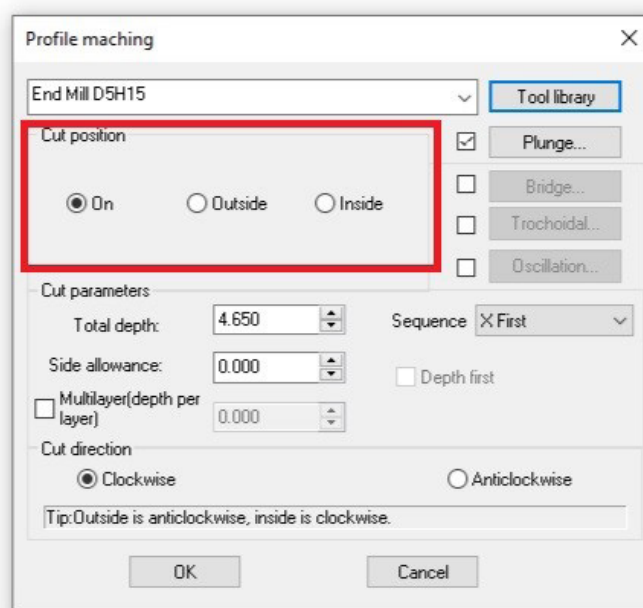 Profile maching
End Mill D5H15
Tool library
Cut position
Plunge...
On Outside Inside
Bridge...
Trochoidal...
Oscillation...
Cut parameters
Total depth: 4.650 Sequence X First
Side allowance: 0.000 Depth first
Multilayer(depth per
layer) 0.000
Cut direction
Clockwise Anticlockwise
Tip:Outside is anticlockwise, inside is clockwise.
OK Cancel